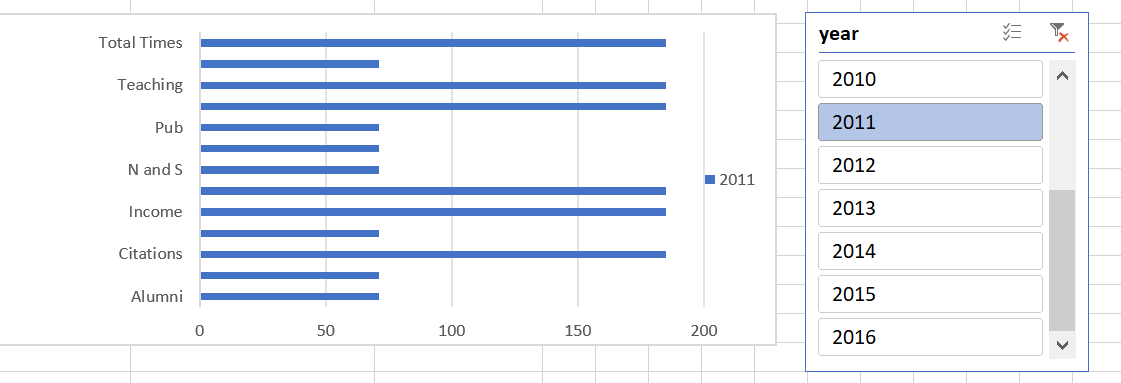 Total Times
Teaching
Pub
N and S
Income
Citations
Alumni
0 50 100 150 200
2011
year
2010
2011
2012
2013
2014
2015
2016